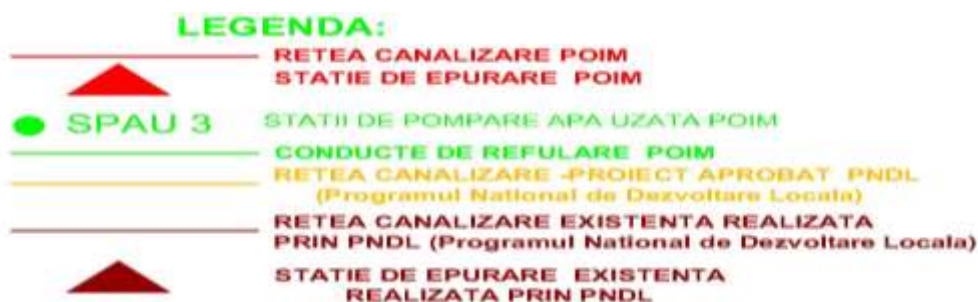 LEGENDA:
RETEA CANALIZARE POIM
STATIE DE EPURARE POIM
SPAU 3 STATII DE POMPARE APA UZATA POIM
CONDUCTE DE REFULARE POIM
RETEA CANALIZARE -PROIECT APROBAT PNDL
(Programul National de Dezvoltare Locala)
RETEA CANALIZARE EXISTENTA REALIZATA
PRIN PNDL (Programul National de Dezvoltare Locala)
STATIE DE EPURARE EXISTENTA
REALIZATA PRIN PNDL